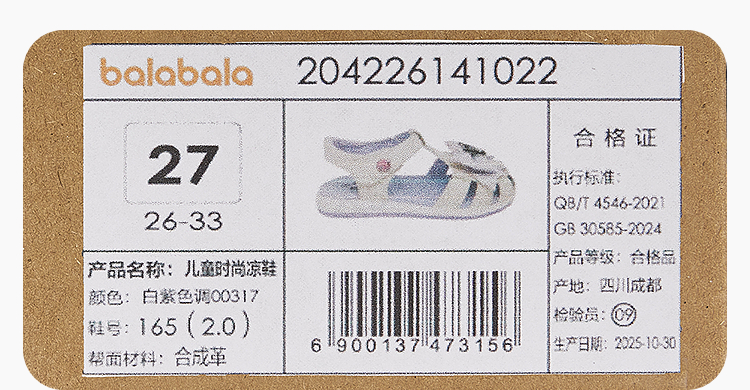 balabala 204226141022
27
26-33
产品名称：儿童时尚凉鞋
颜色：白紫色调00317
鞋号：165（2.0）
帮面材料：合成革
6 900137 473156
合格证
执行标准：
QB/T 4546-2021
GB 30585-2024
产品等级：合格品
产地：四川成都
检验员：09
生产日期：2025-10-30